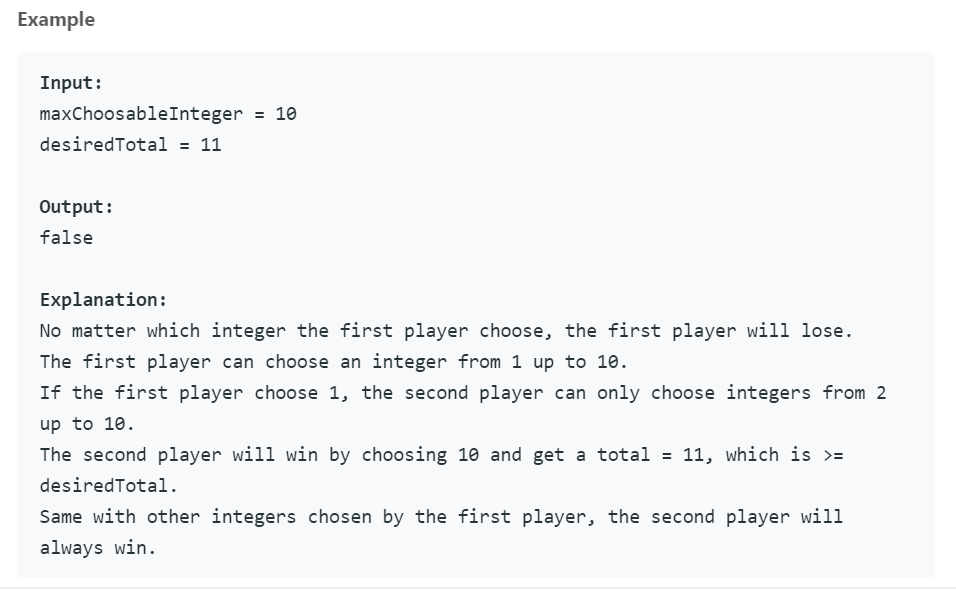 Example
Input:
maxChoosableInteger = 10
desiredTotal = 11
Output:
false
Explanation:
No matter which integer the first player choose, the first player will lose.
The first player can choose an integer from 1 up to 10.
If the first player choose 1, the second player can only choose integers from 2
up to 10.
The second player will win by choosing 10 and get a total = 11, which is >=
desiredTotal.
Same with other integers chosen by the first player, the second player will
always win.